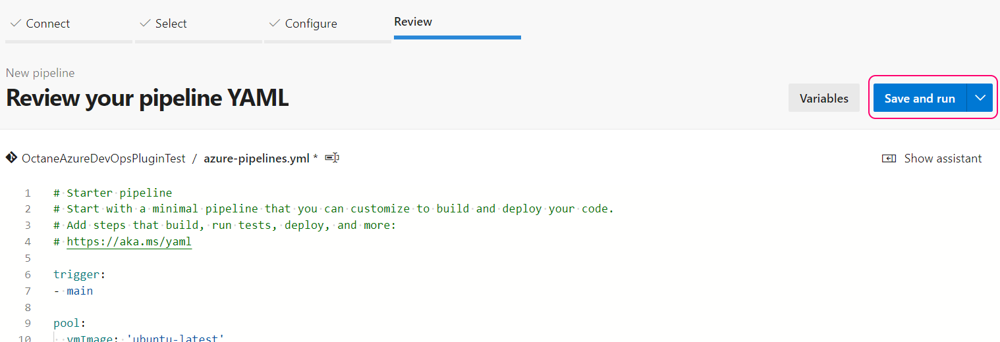 Connect Select Configure Review
New pipeline
Review your pipeline YAML
Variables Save and run
OctaneAzureDevOpsPluginTest / azure-pipelines.yml * Show assistant
1 # Starter pipeline
2 # Start with a minimal pipeline that you can customize to build and deploy your code.
3 # Add steps that build, run tests, deploy, and more:
4 # https://aka.ms/yaml
5
6 trigger:
7 - main
8
9 pool:
10 vmImage: 'ubuntu-latest'